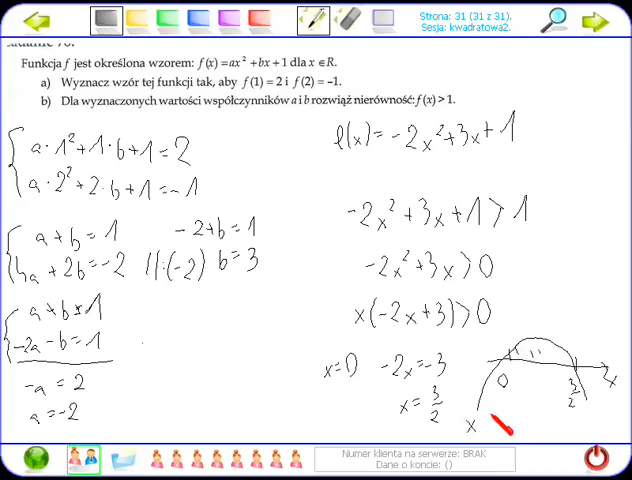 Strona: 31 (31 z 31).
Sesja: kwadratowa2.
Funkcja f jest określona wzorem: f(x) = ax² + bx + 1 dla x ∈ R.
a) Wyznacz wzór tej funkcji tak, aby f(1) = 2 i f(2) = –1.
b) Dla wyznaczonych wartości współczynników a i b rozwiąż nierówność: f(x) > 1.
a·1²+1·b+1=2
a·2²+2·b+1=-1
a+b=1
4a+2b=-2 ||:(-2)
a+b=1
-2a-b=1
-a=2
a=-2
-2+b=1
b=3
f(x)=-2x²+3x+1
-2x²+3x+1>1
-2x²+3x>0
x(-2x+3)>0
x=0 -2x=-3
x=3/2
0 3/2 x
x
Numer klienta na serwerze: BRAK
Dane o koncie: ()